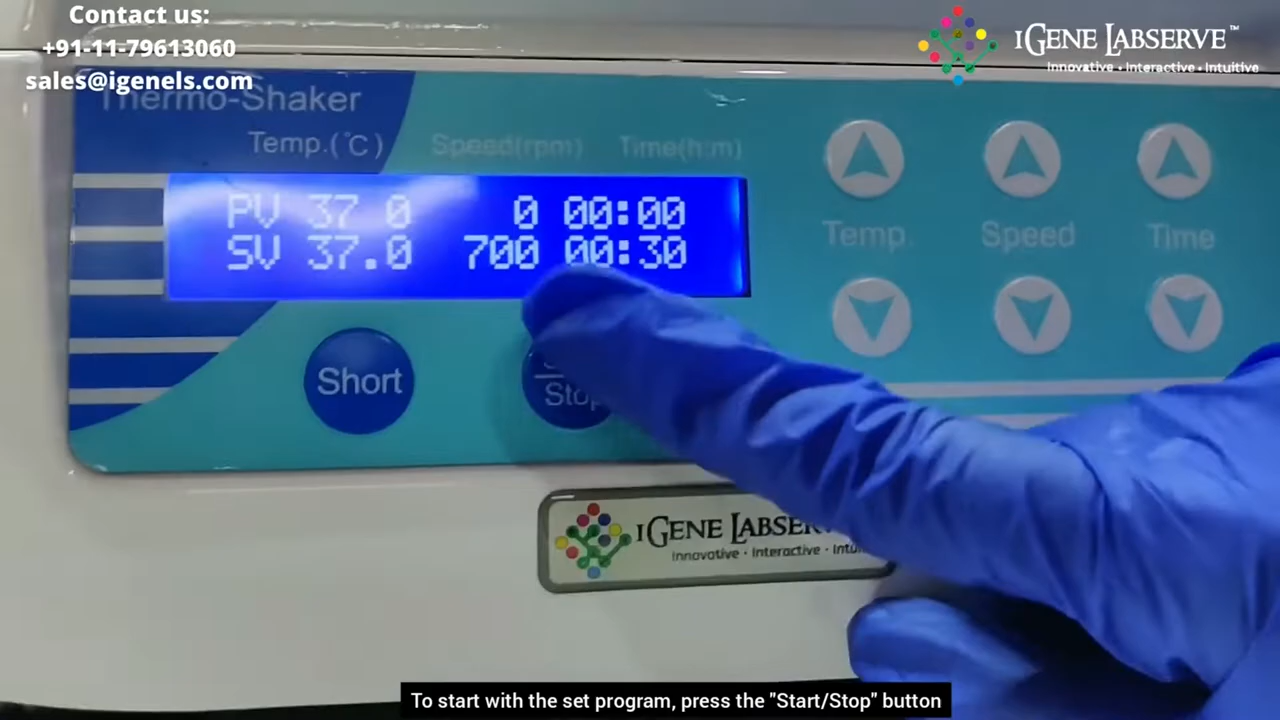 Contact us:
+91-11-79613060
sales@igenels.com
iGene Labserve™
Innovative • Interactive • Intuitive
Thermo-Shaker
Temp.(℃) Speed(rpm) Time(h:m)
PV 37 0 0 00:00
SV 37.0 700 00:30
Temp. Speed Time
Short
Stop
iGene Labserve
Innovative • Interactive •
To start with the set program, press the "Start/Stop" button